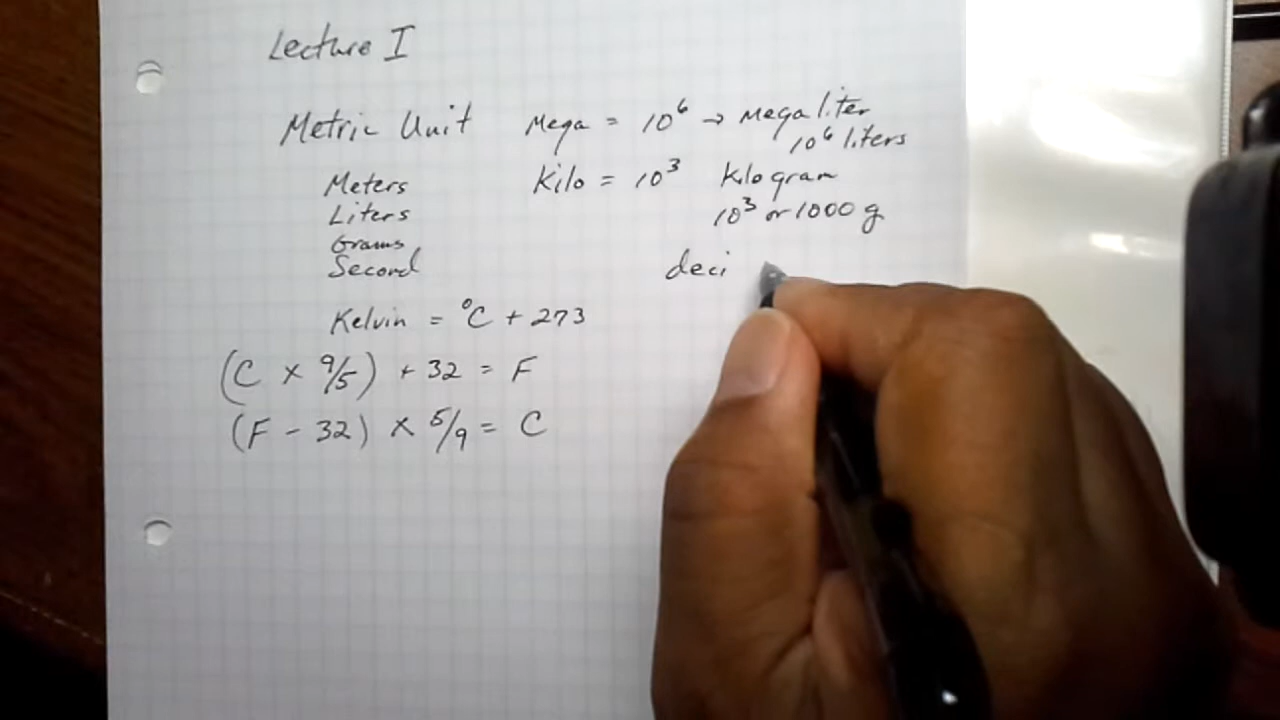 Lecture I
Metric Unit Mega = 10⁶ → Megaliter
10⁶ liters
Meters Kilo = 10³ Kilogram
Liters 10³ or 1000 g
Grams
Second deci
Kelvin = °C + 273
(C × 9/5) + 32 = F
(F - 32) × 5/9 = C